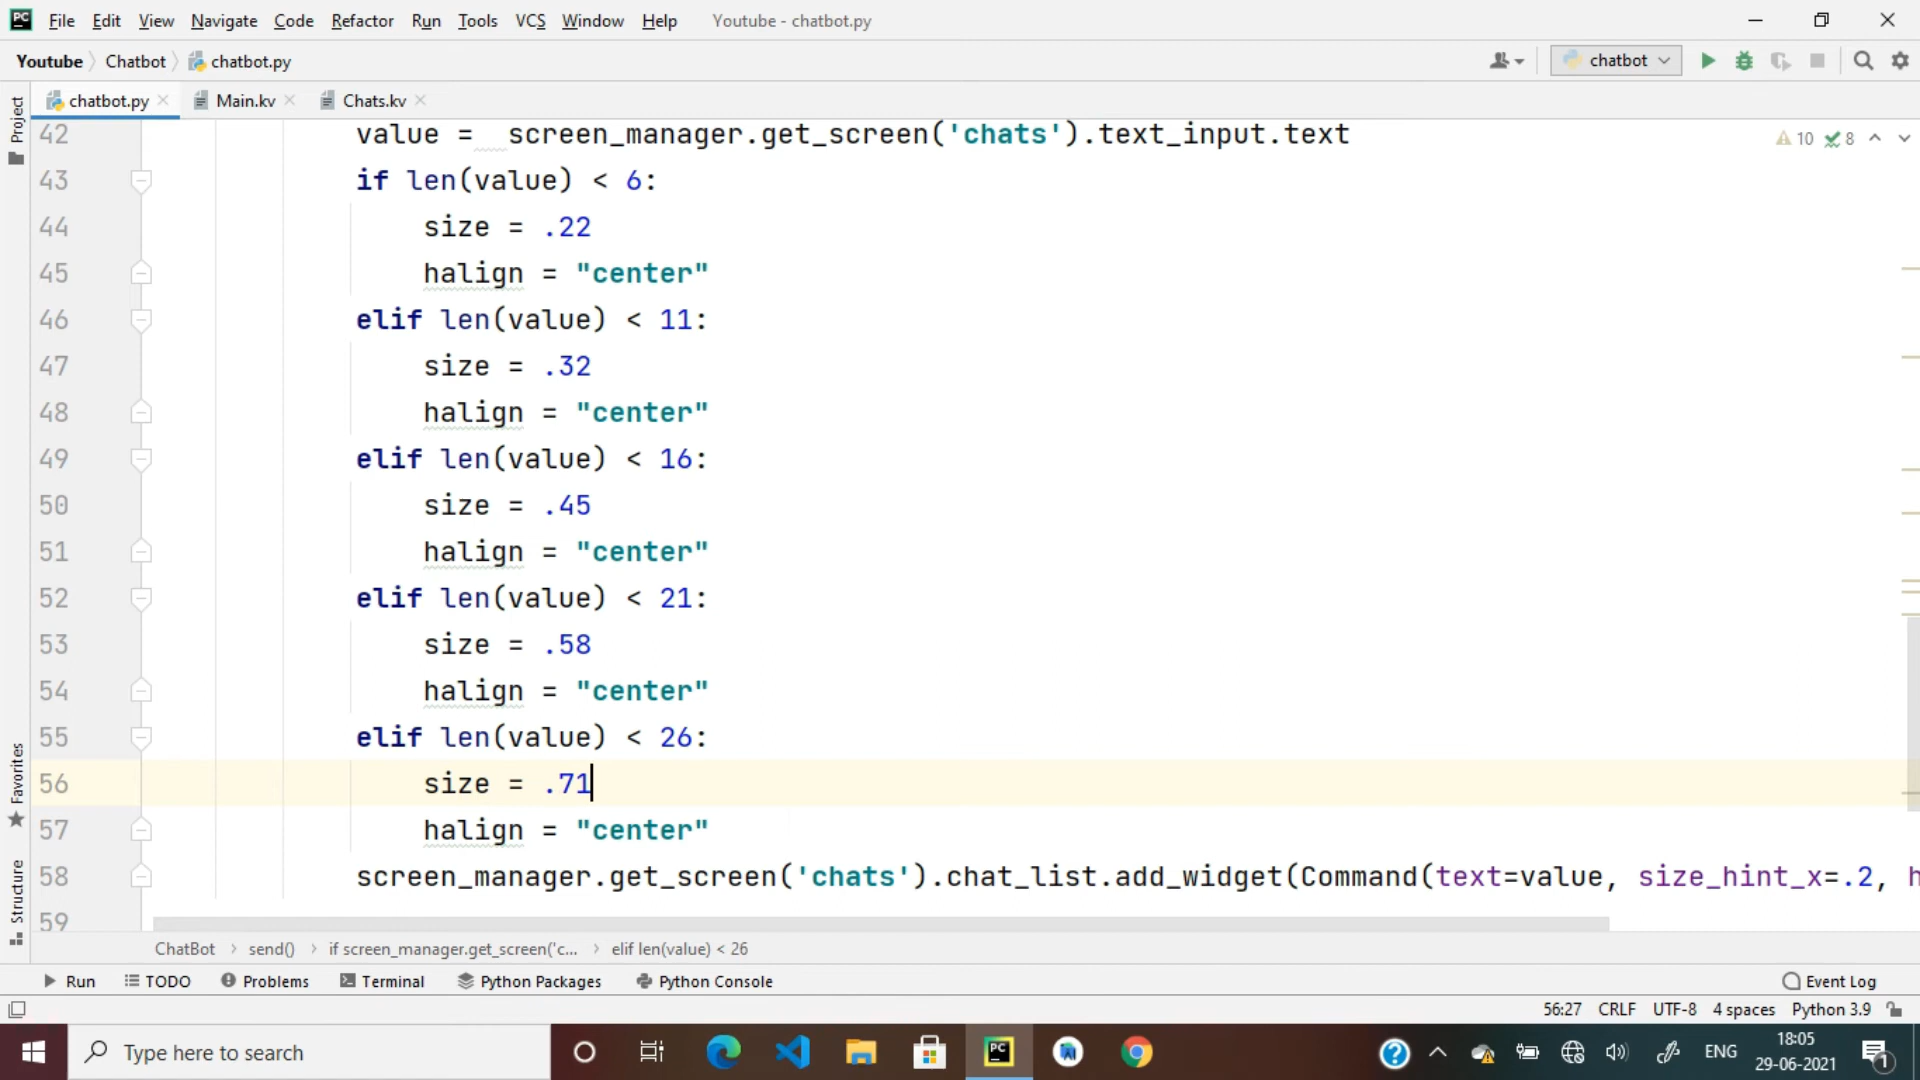 File Edit View Navigate Code Refactor Run Tools VCS Window Help Youtube - chatbot.py
Youtube Chatbot chatbot.py chatbot
chatbot.py Main.kv Chats.kv
Project
42 value = screen_manager.get_screen('chats').text_input.text
10 8
43 if len(value) < 6:
44 size = .22
45 halign = "center"
46 elif len(value) < 11:
47 size = .32
48 halign = "center"
49 elif len(value) < 16:
50 size = .45
51 halign = "center"
52 elif len(value) < 21:
53 size = .58
54 halign = "center"
55 elif len(value) < 26:
56 size = .71
57 halign = "center"
58 screen_manager.get_screen('chats').chat_list.add_widget(Command(text=value, size_hint_x=.2, h
59
Favorites
Structure
ChatBot send() if screen_manager.get_screen('c... elif len(value) < 26
Run TODO Problems Terminal Python Packages Python Console Event Log
56:27 CRLF UTF-8 4 spaces Python 3.9
Type here to search
ENG
18:05
29-06-2021
1